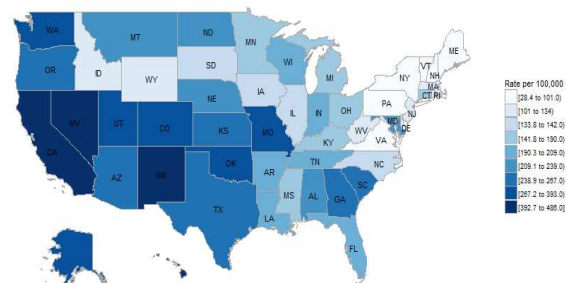 WA
MT
ND
MN
ME
VT
NH
OR
ID
WY
SD
WI
MI
NY
MA
CT RI
NE
IA
PA
NJ
NV
UT
CO
KS
MO
IL
IN
OH
WV
MD
DE
VA
CA
KY
AZ
NM
OK
AR
TN
NC
TX
LA
MS
AL
GA
SC
FL
Rate per 100,000
[28.4 to 101.0)
[101 to 134)
[133.8 to 142.0)
[141.8 to 190.0)
[190.3 to 209.0)
[209.1 to 239.0)
[238.9 to 267.0)
[267.2 to 393.0)
[392.7 to 486.0]